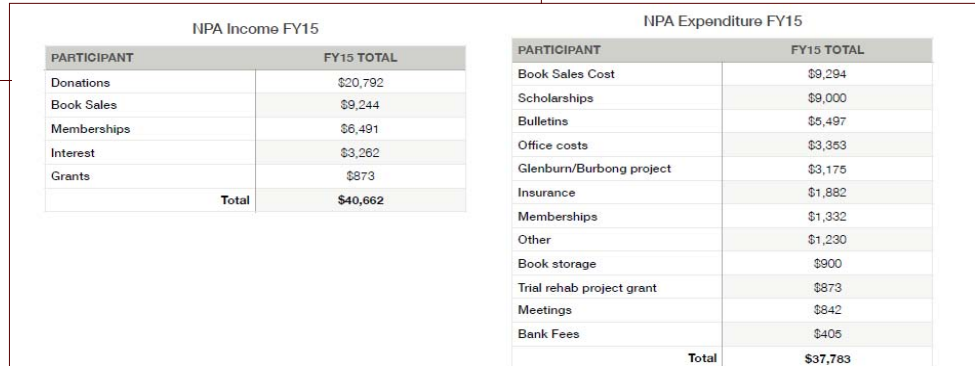 NPA Income FY15
PARTICIPANT FY15 TOTAL
Donations $20,792
Book Sales $9,244
Memberships $6,491
Interest $3,262
Grants $873
Total $40,662
NPA Expenditure FY15
PARTICIPANT FY15 TOTAL
Book Sales Cost $9,294
Scholarships $9,000
Bulletins $5,497
Office costs $3,353
Glenburn/Burbong project $3,175
Insurance $1,882
Memberships $1,332
Other $1,230
Book storage $900
Trial rehab project grant $873
Meetings $842
Bank Fees $405
Total $37,783